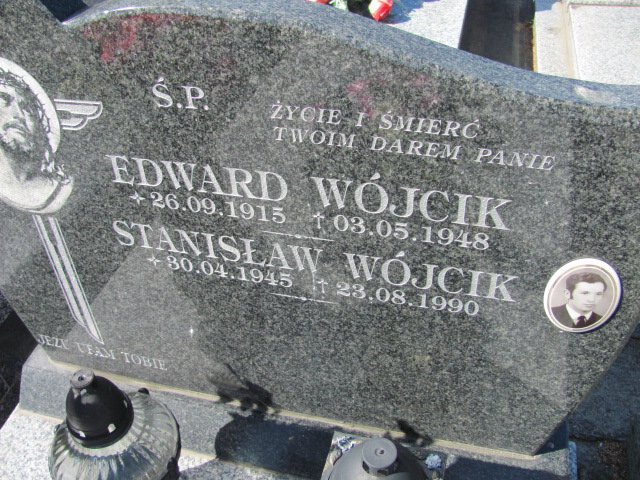 Ś.P.
ŻYCIE I ŚMIERĆ
TWOIM DAREM PANIE
EDWARD WÓJCIK
26.09.1915 †03.05.1948
STANISŁAW WÓJCIK
30.04.1945 †23.08.1990
JEZU UFAM TOBIE